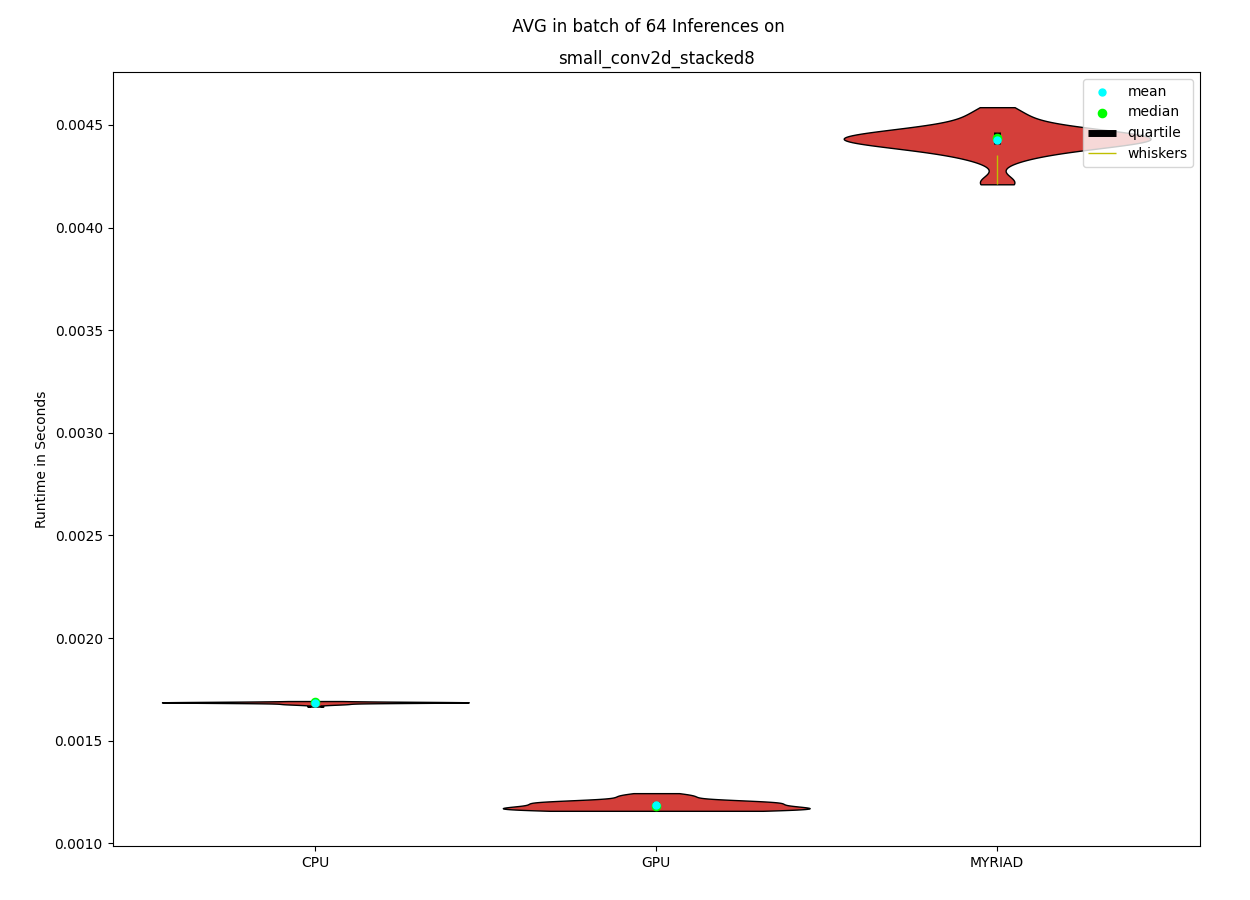 AVG in batch of 64 Inferences on
small_conv2d_stacked8
mean
median
quartile
whiskers
Runtime in Seconds
0.0045
0.0040
0.0035
0.0030
0.0025
0.0020
0.0015
0.0010
CPU
GPU
MYRIAD